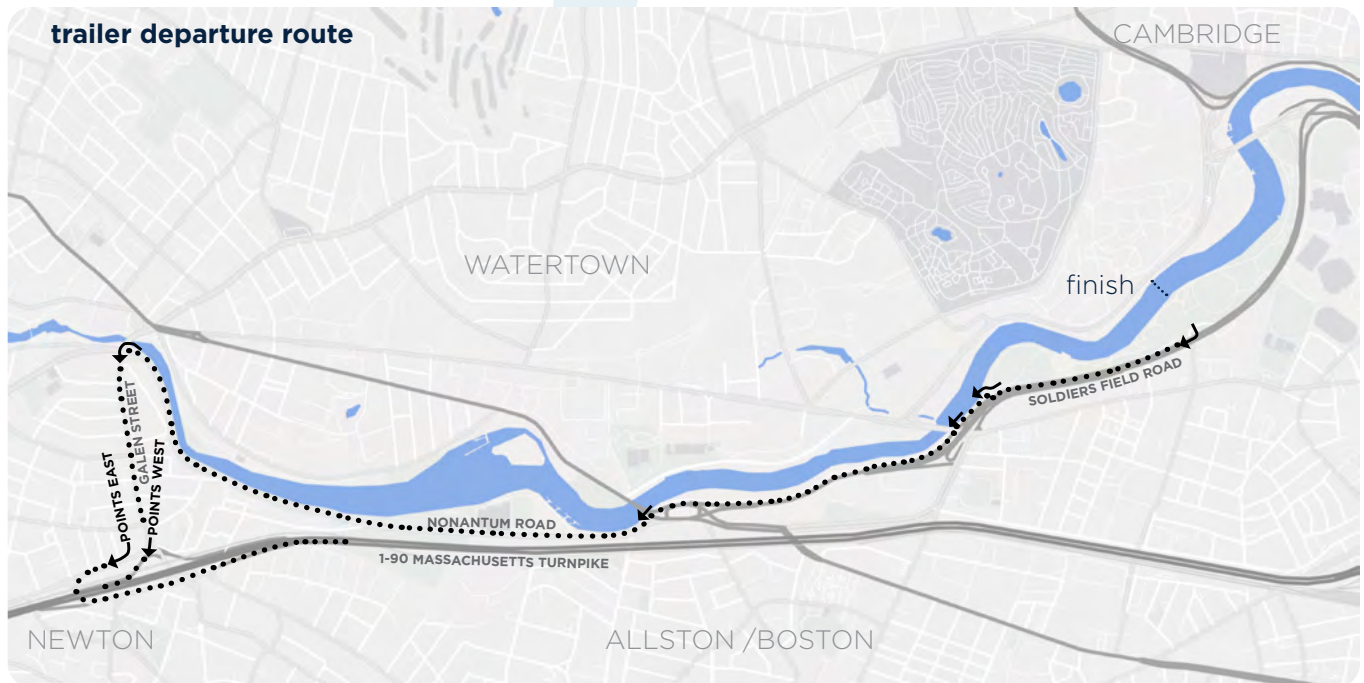 trailer departure route
CAMBRIDGE
WATERTOWN
finish
SOLDIERS FIELD ROAD
GALEN STREET
POINTS EAST
POINTS WEST
NONANTUM ROAD
1-90 MASSACHUSETTS TURNPIKE
NEWTON
ALLSTON /BOSTON